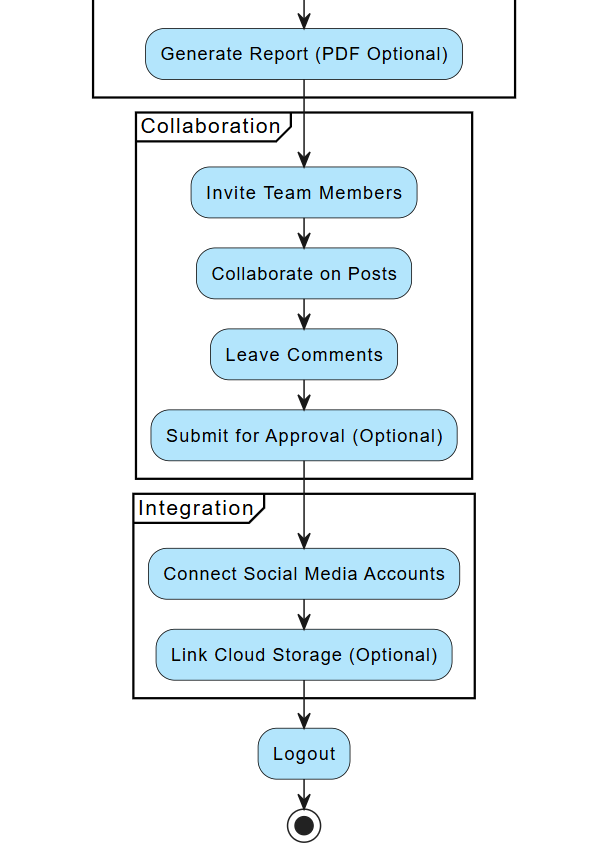 Generate Report (PDF Optional)
Collaboration
Invite Team Members
Collaborate on Posts
Leave Comments
Submit for Approval (Optional)
Integration
Connect Social Media Accounts
Link Cloud Storage (Optional)
Logout